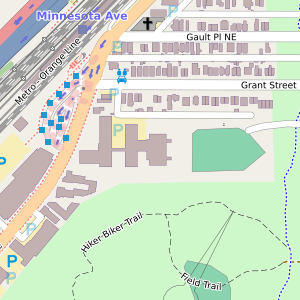 Minnesota Ave
Gault Pl NE
Metro - Orange Line
Grant Street
P
P
P
P
P
Hiker-Biker-Trail
Field Trail